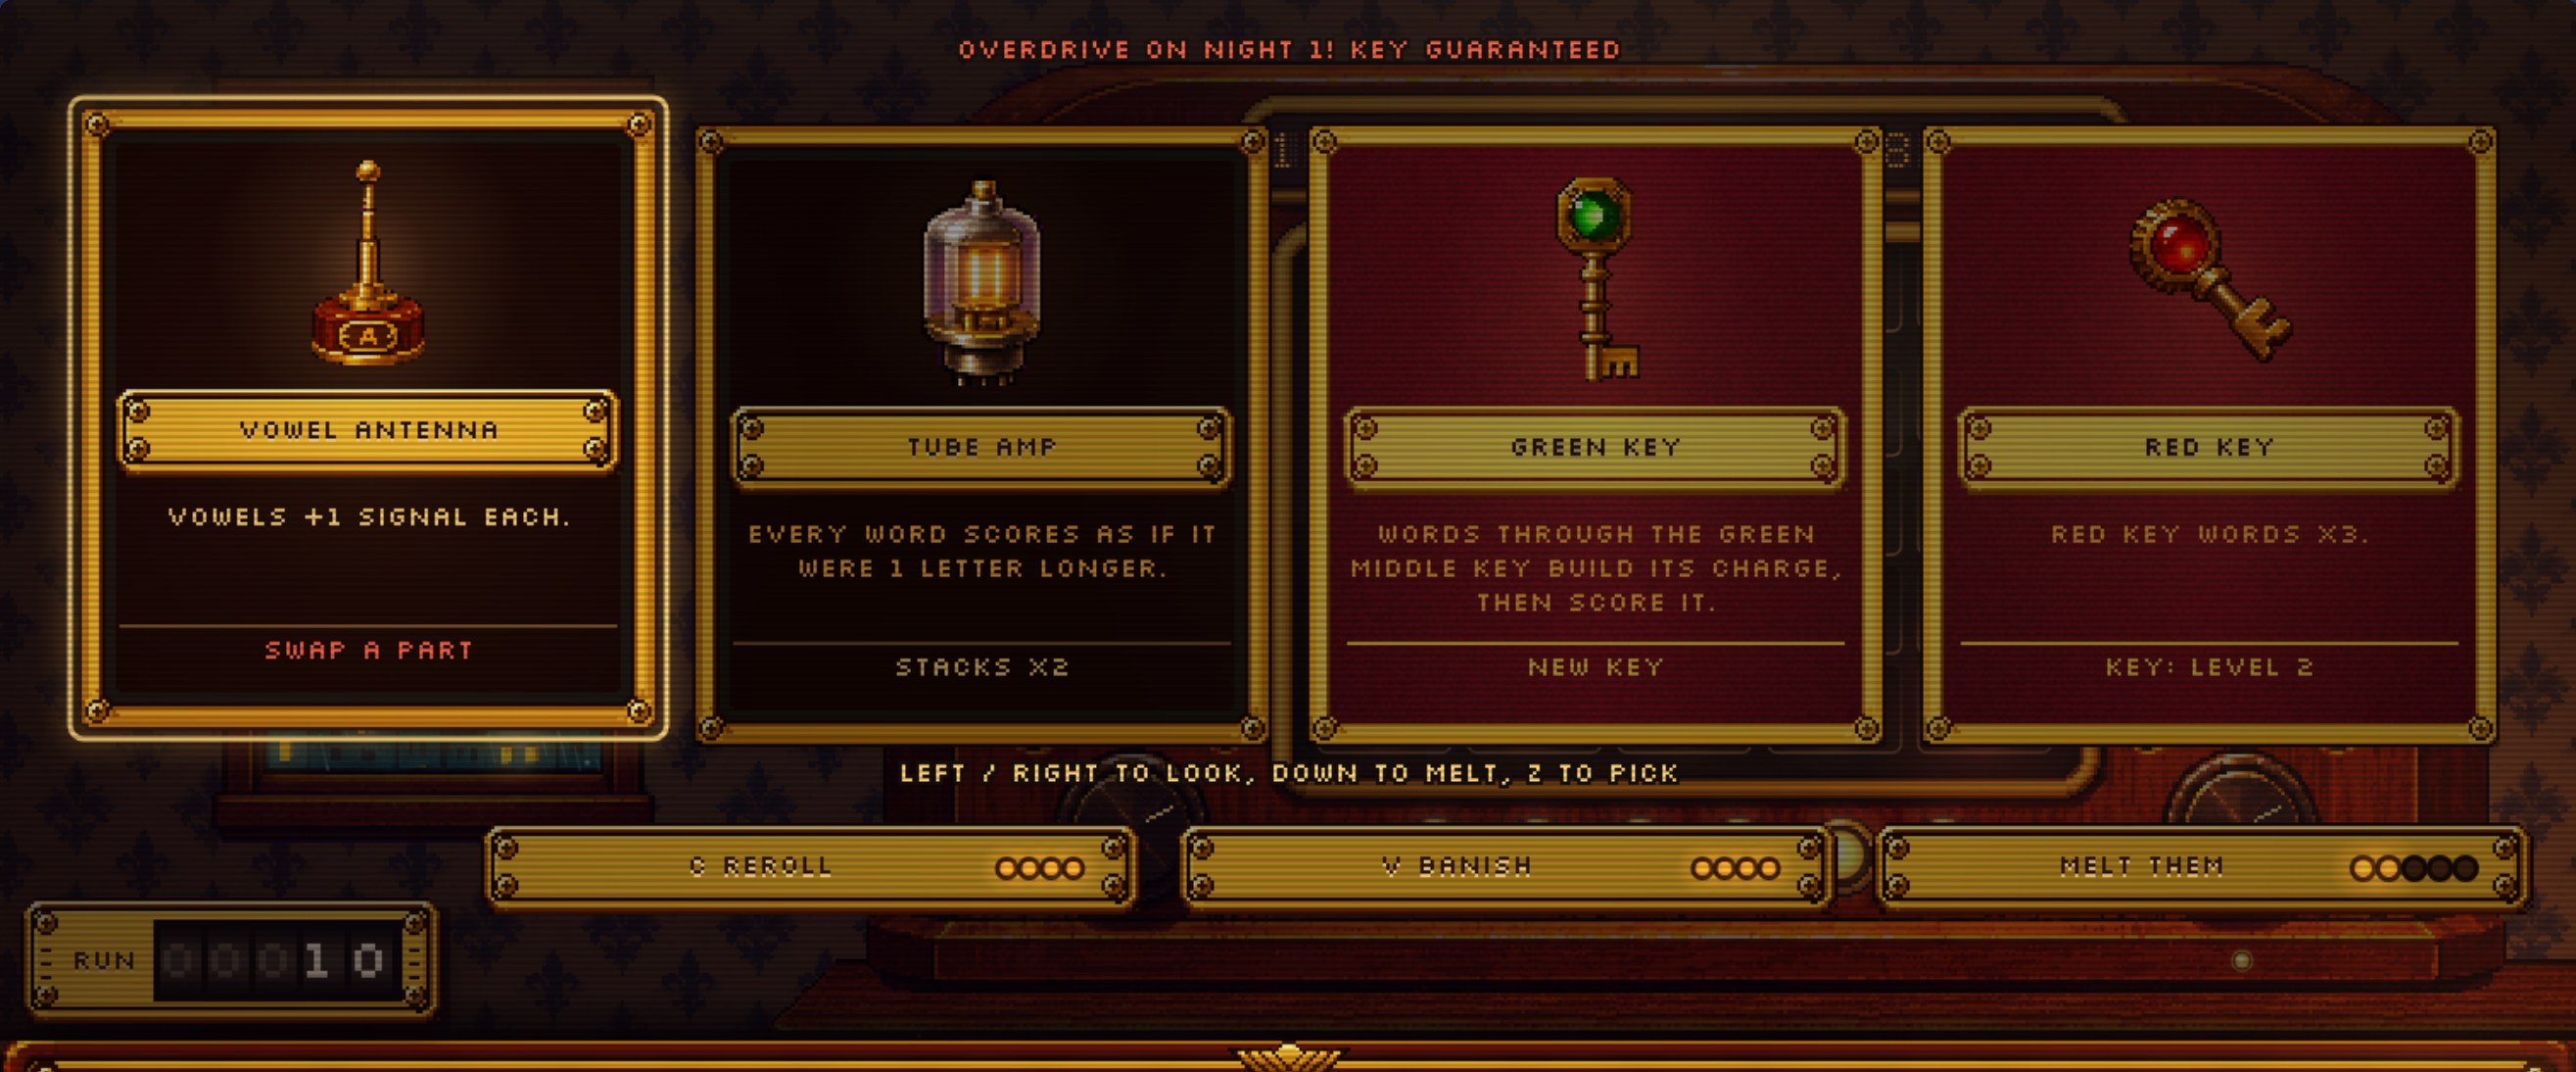 OVERDRIVE ON NIGHT 1! KEY GUARANTEED
1
3
A
VOWEL ANTENNA
VOWELS +1 SIGNAL EACH.
SWAP A PART
TUBE AMP
EVERY WORD SCORES AS IF IT
WERE 1 LETTER LONGER.
STACKS X2
GREEN KEY
WORDS THROUGH THE GREEN
MIDDLE KEY BUILD ITS CHARGE,
THEN SCORE IT.
NEW KEY
RED KEY
RED KEY WORDS X3.
KEY: LEVEL 2
LEFT / RIGHT TO LOOK, DOWN TO MELT, Z TO PICK
C REROLL
V BANISH
MELT THEM
RUN 00010